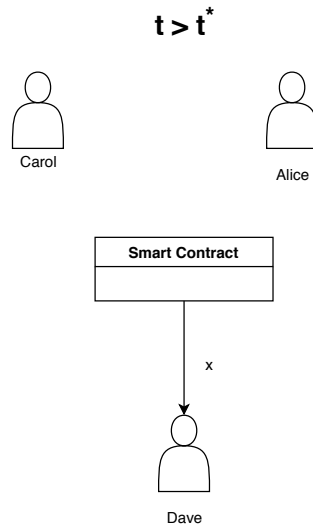 t > t*
Carol
Alice
Smart Contract
x
Dave